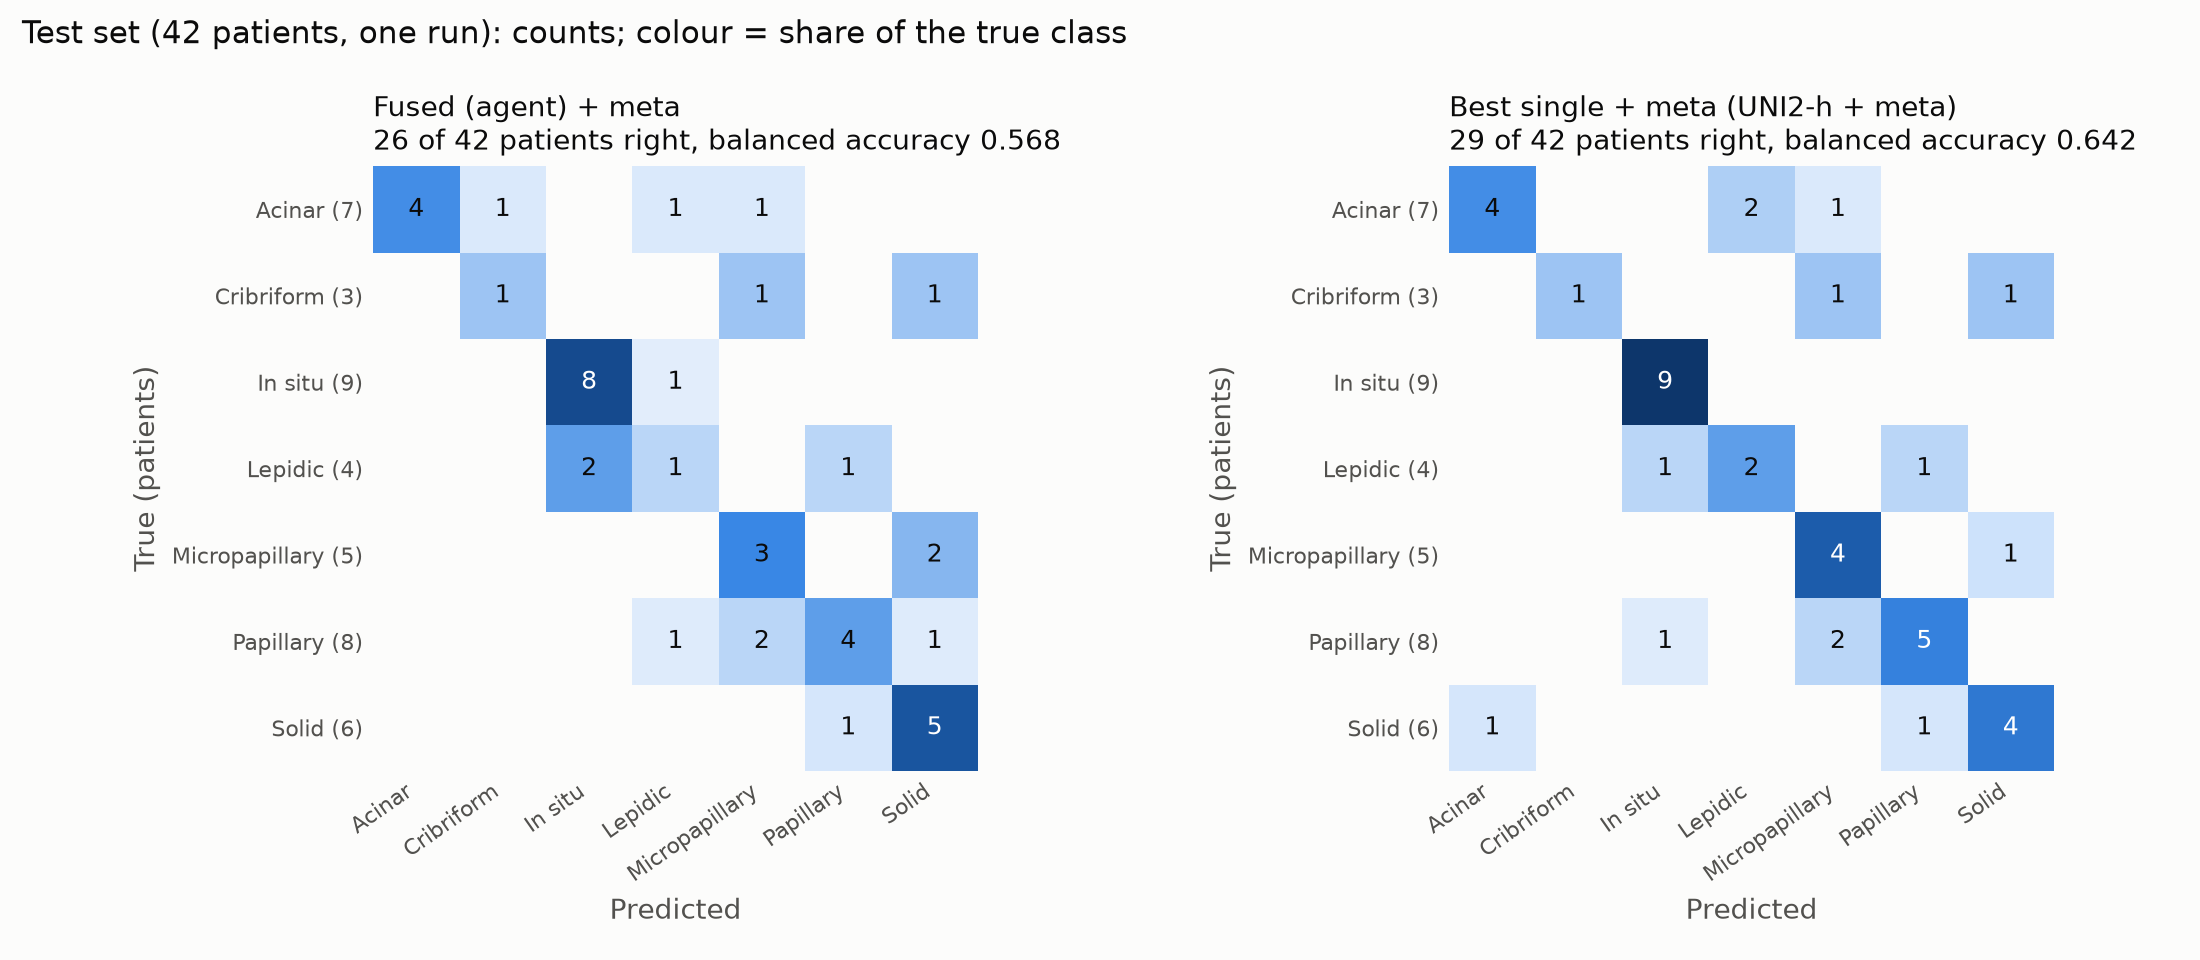 Test set (42 patients, one run): counts; colour = share of the true class
Fused (agent) + meta
26 of 42 patients right, balanced accuracy 0.568
True (patients)
Acinar (7) 4 1 1 1
Cribriform (3) 1 1 1
In situ (9) 8 1
Lepidic (4) 2 1 1
Micropapillary (5) 3 2
Papillary (8) 1 2 4 1
Solid (6) 1 5
Acinar Cribriform In situ Lepidic Micropapillary Papillary Solid
Predicted
Best single + meta (UNI2-h + meta)
29 of 42 patients right, balanced accuracy 0.642
True (patients)
Acinar (7) 4 2 1
Cribriform (3) 1 1 1
In situ (9) 9
Lepidic (4) 1 2 1
Micropapillary (5) 4 1
Papillary (8) 1 2 5
Solid (6) 1 1 4
Acinar Cribriform In situ Lepidic Micropapillary Papillary Solid
Predicted